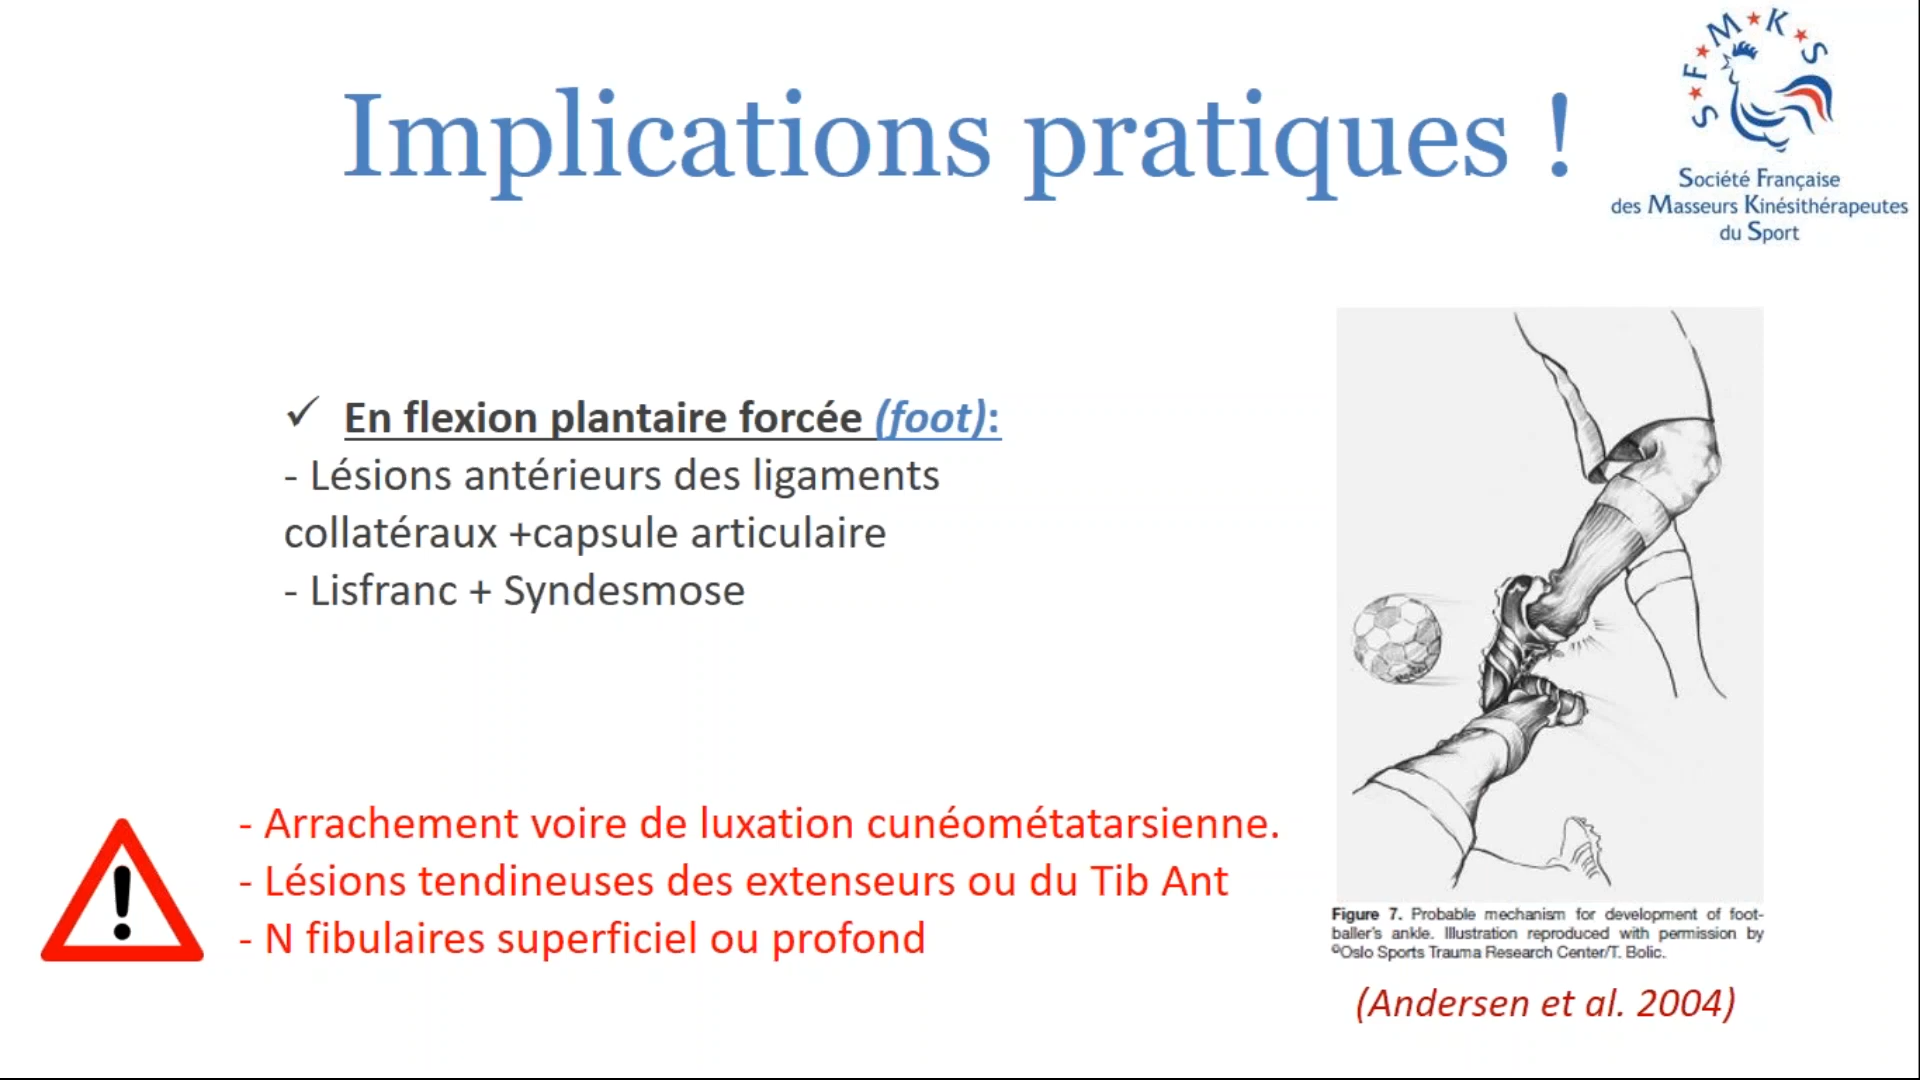 S*F*M*K*S
Implications pratiques !
Société Française
des Masseurs Kinésithérapeutes
du Sport
✓ En flexion plantaire forcée (foot):
- Lésions antérieurs des ligaments
collatéraux +capsule articulaire
- Lisfranc + Syndesmose
- Arrachement voire de luxation cunéométatarsienne.
- Lésions tendineuses des extenseurs ou du Tib Ant
- N fibulaires superficiel ou profond
Figure 7. Probable mechanism for development of foot-
baller's ankle. Illustration reproduced with permission by
©Oslo Sports Trauma Research Center/T. Bolic.
(Andersen et al. 2004)